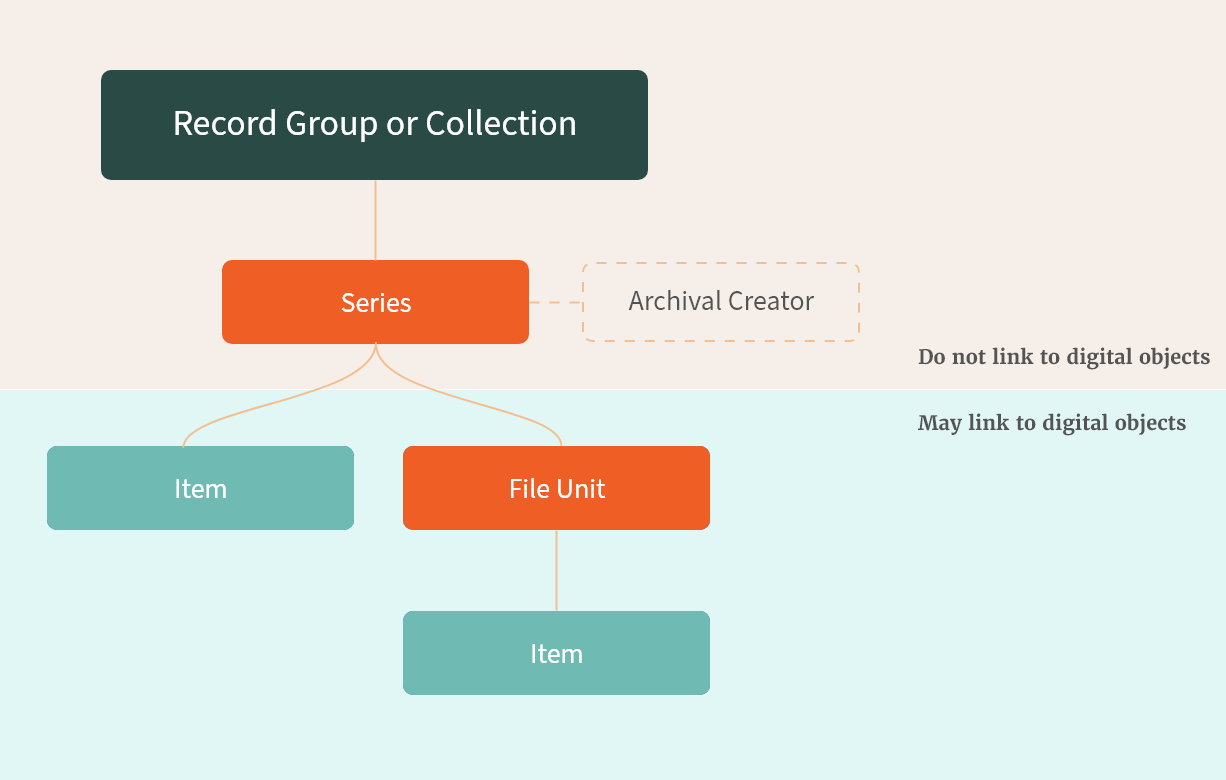 Record Group or Collection
Series
Archival Creator
Do not link to digital objects
May link to digital objects
Item
File Unit
Item